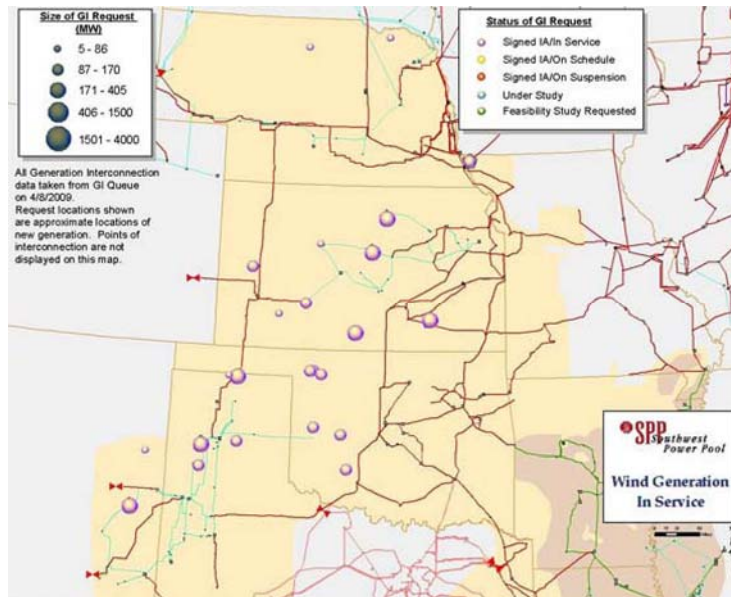 Size of GI Request
(MW)
5 - 86
87 - 170
171 - 405
406 - 1500
1501 - 4000
All Generation Interconnection
data taken from GI Queue
on 4/8/2009.
Request locations shown
are approximate locations of
new generation. Points of
interconnection are not
displayed on this map.
Status of GI Request
Signed IA/In Service
Signed IA/On Schedule
Signed IA/On Suspension
Under Study
Feasibility Study Requested
SPP
Southwest
Power Pool
Wind Generation
In Service